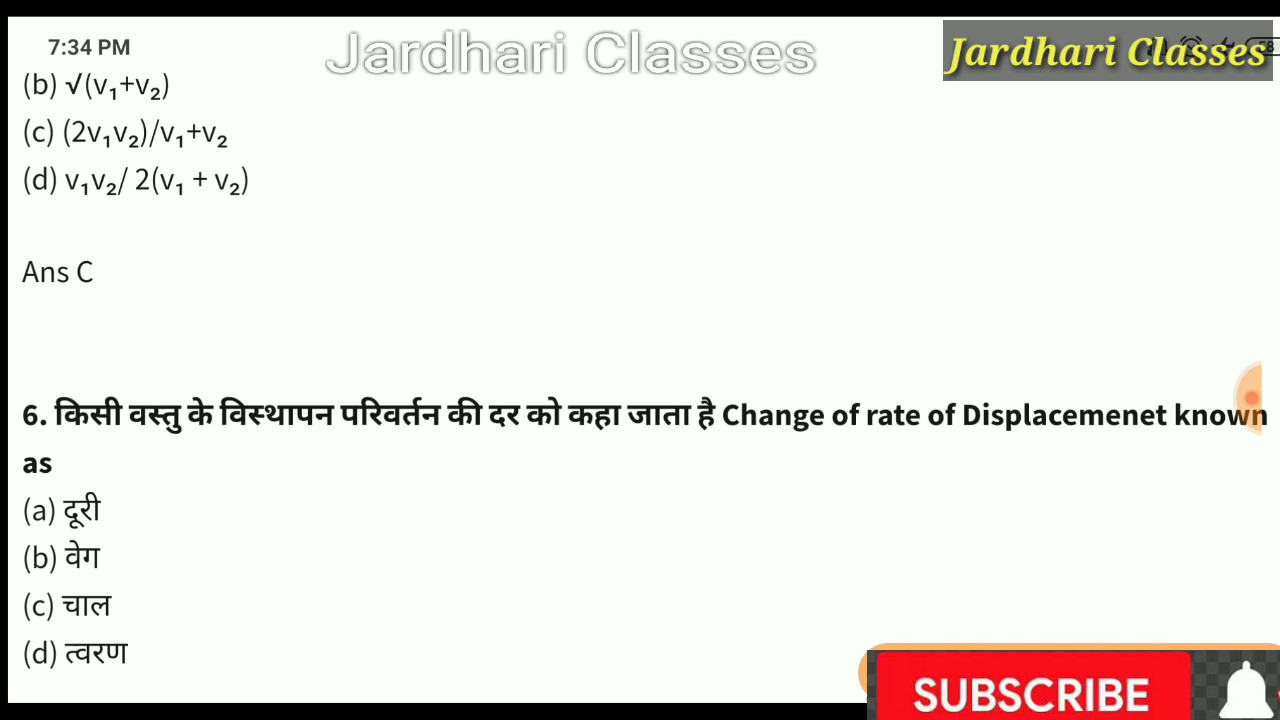 7:34 PM
Jardhari Classes
Jardhari Classes
58
(b) √(v₁+v₂)
(c) (2v₁v₂)/v₁+v₂
(d) v₁v₂/ 2(v₁ + v₂)
Ans C
6. किसी वस्तु के विस्थापन परिवर्तन की दर को कहा जाता है Change of rate of Displacemenet known
as
(a) दूरी
(b) वेग
(c) चाल
(d) त्वरण
SUBSCRIBE